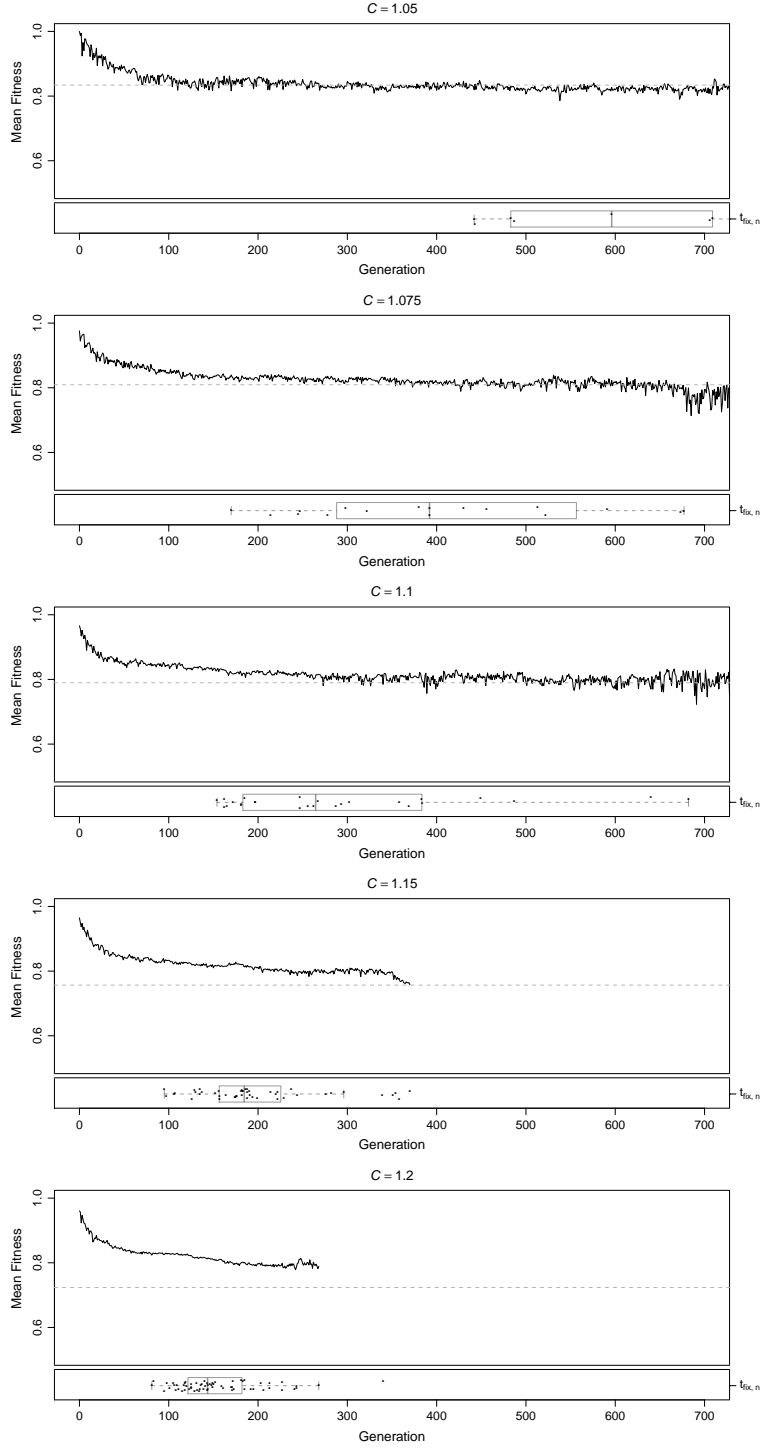 C = 1.05
Mean Fitness
1.0
0.8
0.6
t_fix, n
0 100 200 300 400 500 600 700
Generation
C = 1.075
Mean Fitness
1.0
0.8
0.6
t_fix, n
0 100 200 300 400 500 600 700
Generation
C = 1.1
Mean Fitness
1.0
0.8
0.6
t_fix, n
0 100 200 300 400 500 600 700
Generation
C = 1.15
Mean Fitness
1.0
0.8
0.6
t_fix, n
0 100 200 300 400 500 600 700
Generation
C = 1.2
Mean Fitness
1.0
0.8
0.6
t_fix, n
0 100 200 300 400 500 600 700
Generation